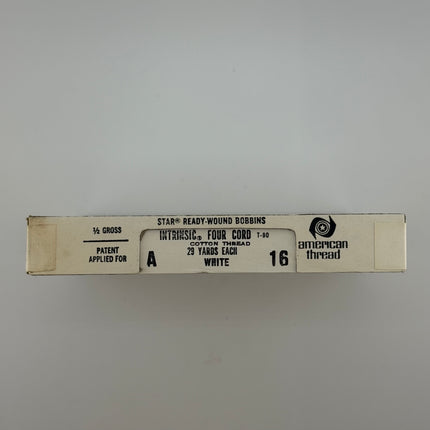 STAR® READY-WOUND BOBBINS
½ GROSS
PATENT
APPLIED FOR
INTRINSIC® FOUR CORD T-90
COTTON THREAD
29 YARDS EACH
A WHITE 16
american
thread